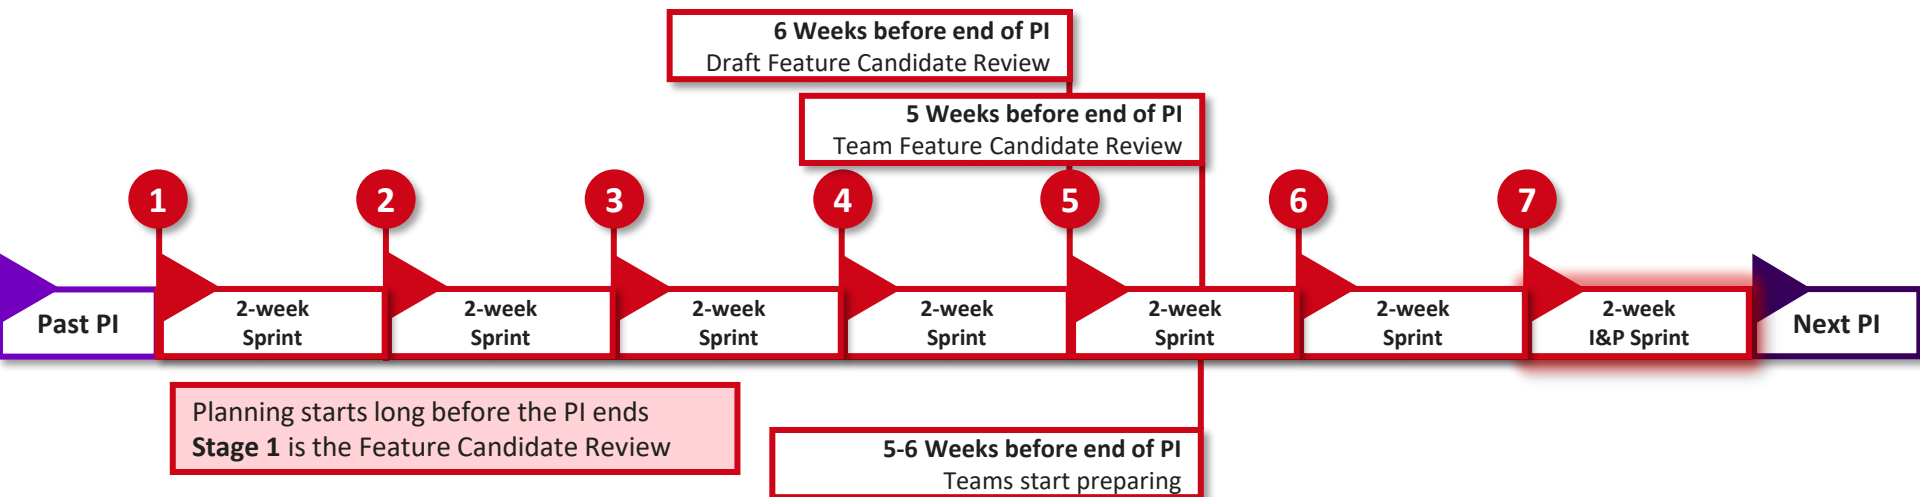 6 Weeks before end of PI
Draft Feature Candidate Review
5 Weeks before end of PI
Team Feature Candidate Review
1
2
3
4
5
6
7
Past PI
2-week
Sprint
2-week
Sprint
2-week
Sprint
2-week
Sprint
2-week
Sprint
2-week
Sprint
2-week
I&P Sprint
Next PI
Planning starts long before the PI ends
Stage 1 is the Feature Candidate Review
5-6 Weeks before end of PI
Teams start preparing